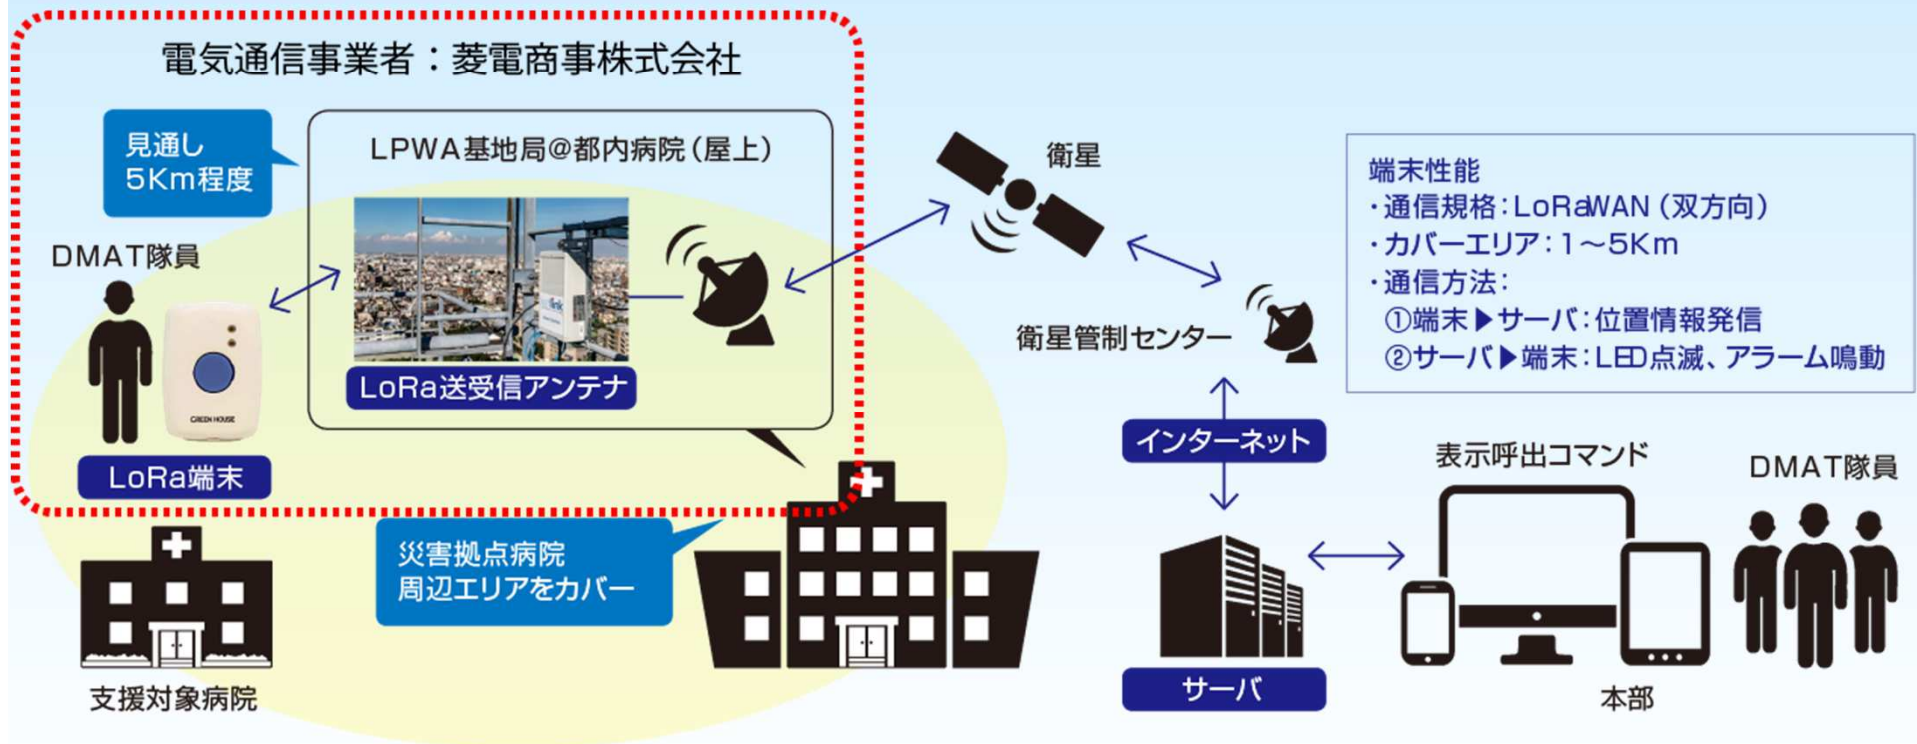 電気通信事業者：菱電商事株式会社
見通し
5Km程度
LPWA基地局@都内病院（屋上）
DMAT隊員
link
GREEN HOUSE
LoRa送受信アンテナ
LoRa端末
災害拠点病院
周辺エリアをカバー
支援対象病院
衛星
衛星管制センター
インターネット
サーバ
端末性能
・通信規格：LoRaWAN（双方向）
・カバーエリア：1～5Km
・通信方法：
①端末▶サーバ：位置情報発信
②サーバ▶端末：LED点滅、アラーム鳴動
表示呼出コマンド
DMAT隊員
本部